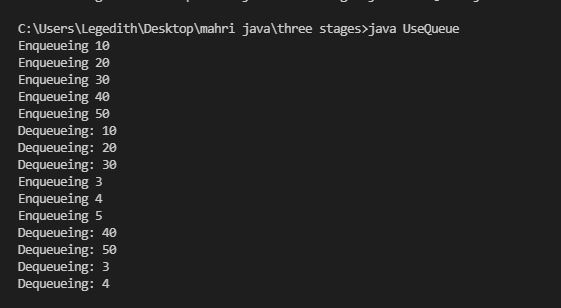 C:\Users\Legedith\Desktop\mahri java\three stages>java UseQueue
Enqueueing 10
Enqueueing 20
Enqueueing 30
Enqueueing 40
Enqueueing 50
Dequeueing: 10
Dequeueing: 20
Dequeueing: 30
Enqueueing 3
Enqueueing 4
Enqueueing 5
Dequeueing: 40
Dequeueing: 50
Dequeueing: 3
Dequeueing: 4